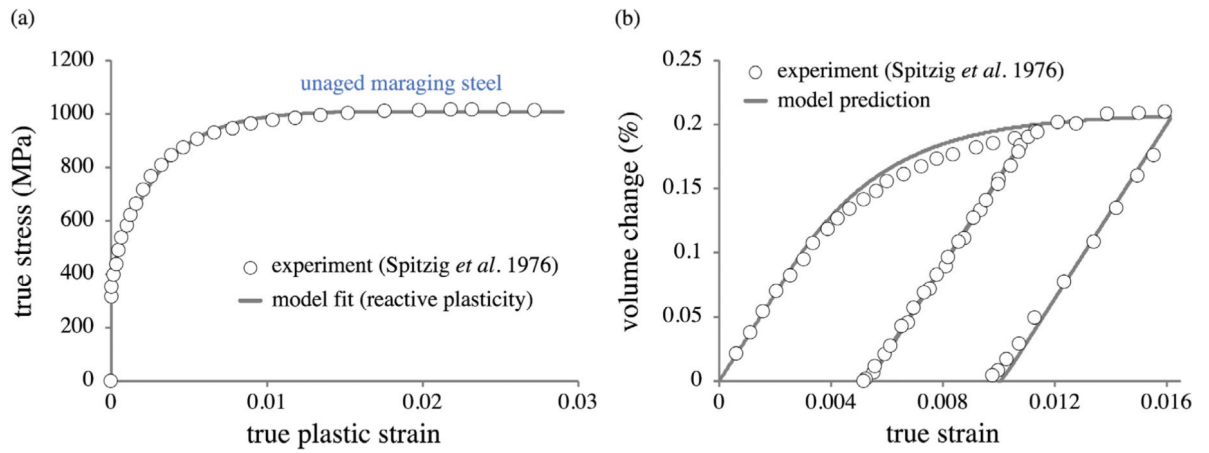 (a)
1200
1000
800
600
400
200
0
true stress (MPa)
unaged maraging steel
experiment (Spitzig et al. 1976)
model fit (reactive plasticity)
0 0.01 0.02 0.03
true plastic strain
(b)
0.25
0.2
0.15
0.1
0.05
0
volume change (%)
experiment (Spitzig et al. 1976)
model prediction
0 0.004 0.008 0.012 0.016
true strain